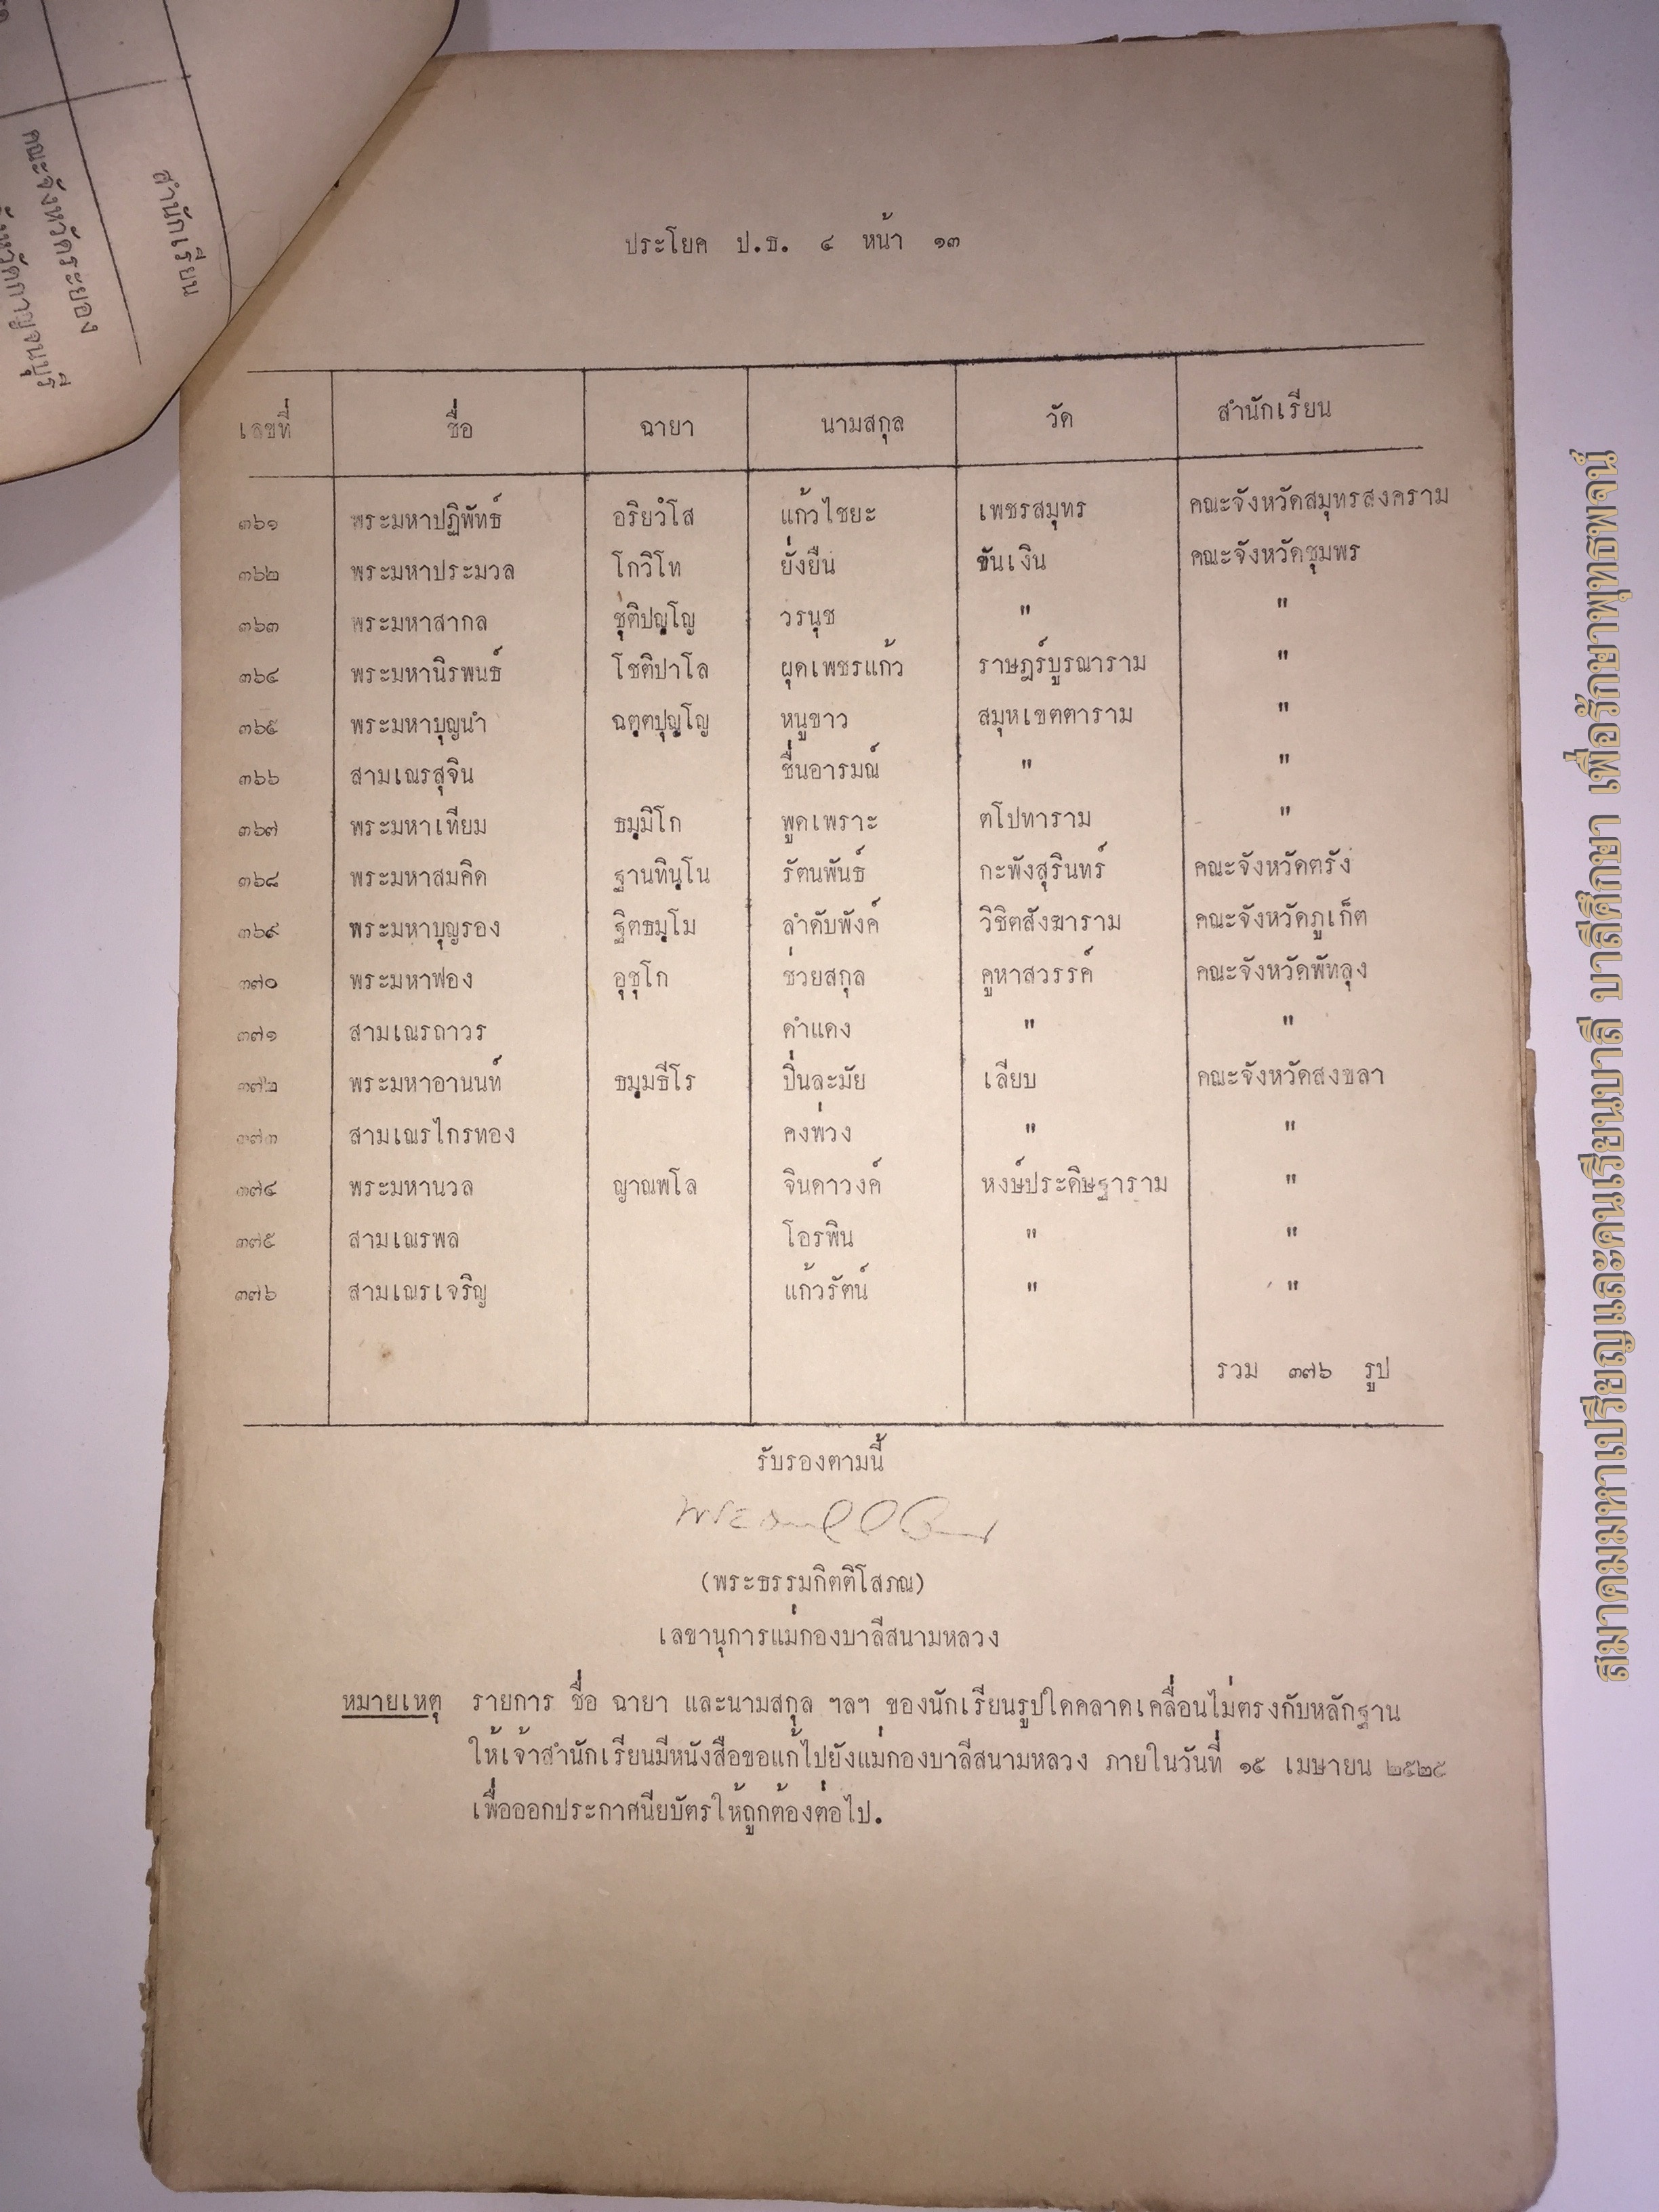 สำนักเรียน
คณะจังหวัดระยอง
ประโยค ป.ธ. ๔ หน้า ๑๓
เลขที่ ชื่อ ฉายา นามสกุล วัด สำนักเรียน
๓๖๑ พระมหาปฏิพัทธ์ อริยวํโส แก้วไชยะ เพชรสมุทร คณะจังหวัดสมุทรสงคราม
๓๖๒ พระมหาประมวล โกวิโท ยั่งยืน ขันเงิน คณะจังหวัดชุมพร
๓๖๓ พระมหาสากล ชุติปญฺโญ วรนุช " "
๓๖๔ พระมหานิรพนธ์ โชติปาโล ผุดเพชรแก้ว ราษฎร์บูรณาราม "
๓๖๕ พระมหาบุญนำ ฉตฺตปุญฺโญ หนูขาว สมุหเขตตาราม "
๓๖๖ สามเณรสุจิน ชื่นอารมณ์ " "
๓๖๗ พระมหาเทียม ธมฺมิโก พูดเพราะ ตโปทาราม "
๓๖๘ พระมหาสมคิด ฐานทินฺโน รัตนพันธ์ กะพังสุรินทร์ คณะจังหวัดตรัง
๓๖๙ พระมหาบุญรอง ฐิตธมฺโม ลำดับพังค์ วิชิตสังฆาราม คณะจังหวัดภูเก็ต
๓๗๐ พระมหาฟอง อุชุโก ช่วยสกุล คูหาสวรรค์ คณะจังหวัดพัทลุง
๓๗๑ สามเณรถาวร ดำแดง " "
๓๗๒ พระมหาอานนท์ ธมฺมธีโร ปิ่นละมัย เลียบ คณะจังหวัดสงขลา
๓๗๓ สามเณรไกรทอง คงพ่วง " "
๓๗๔ พระมหานวล ญาณพโล จินดาวงค์ หงษ์ประดิษฐาราม "
๓๗๕ สามเณรพล โอรพิน " "
๓๗๖ สามเณรเจริญ แก้วรัตน์ " "
รวม ๓๗๖ รูป
รับรองตามนี้
(พระธรรมกิตติโสภณ)
เลขานุการแม่กองบาลีสนามหลวง
หมายเหตุ รายการ ชื่อ ฉายา และนามสกุล ฯลฯ ของนักเรียนรูปใดคลาดเคลื่อนไม่ตรงกับหลักฐาน
ให้เจ้าสำนักเรียนมีหนังสือขอแก้ไปยังแม่กองบาลีสนามหลวง ภายในวันที่ ๑๕ เมษายน ๒๕๒๕
เพื่อออกประกาศนียบัตรให้ถูกต้องต่อไป.
สมาคมมหาเปรียญและคนเรียนบาลี บาลีศึกษา เพื่อรักษาพุทธพจน์